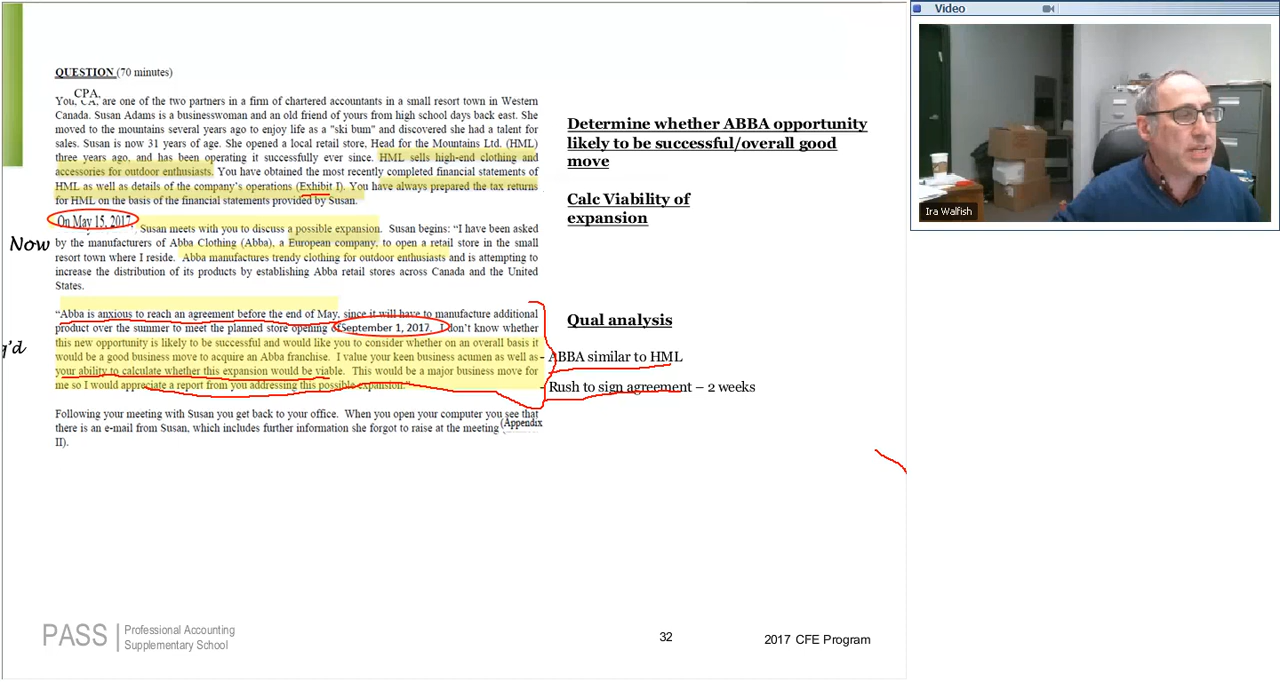 QUESTION (70 minutes)
CPA,
You, CA, are one of the two partners in a firm of chartered accountants in a small resort town in Western
Canada. Susan Adams is a businesswoman and an old friend of yours from high school days back east. She
moved to the mountains several years ago to enjoy life as a "ski bum" and discovered she had a talent for
sales. Susan is now 31 years of age. She opened a local retail store, Head for the Mountains Ltd. (HML)
three years ago, and has been operating it successfully ever since. HML sells high-end clothing and
accessories for outdoor enthusiasts. You have obtained the most recently completed financial statements of
HML as well as details of the company's operations (Exhibit I). You have always prepared the tax returns
for HML on the basis of the financial statements provided by Susan.
On May 15, 2017, Susan meets with you to discuss a possible expansion. Susan begins: "I have been asked
Now
by the manufacturers of Abba Clothing (Abba), a European company, to open a retail store in the small
resort town where I reside. Abba manufactures trendy clothing for outdoor enthusiasts and is attempting to
increase the distribution of its products by establishing Abba retail stores across Canada and the United
States.
"Abba is anxious to reach an agreement before the end of May, since it will have to manufacture additional
product over the summer to meet the planned store opening of September 1, 2017. I don't know whether
q'd
this new opportunity is likely to be successful and would like you to consider whether on an overall basis it
would be a good business move to acquire an Abba franchise. I value your keen business acumen as well as
your ability to calculate whether this expansion would be viable. This would be a major business move for
me so I would appreciate a report from you addressing this possible expansion."
Following your meeting with Susan you get back to your office. When you open your computer you see that
there is an e-mail from Susan, which includes further information she forgot to raise at the meeting (Appendix
II).
Determine whether ABBA opportunity
likely to be successful/overall good
move
Calc Viability of
expansion
Qual analysis
- ABBA similar to HML
- Rush to sign agreement – 2 weeks
PASS
Professional Accounting
Supplementary School
32
2017 CFE Program
Video
Ira Walfish